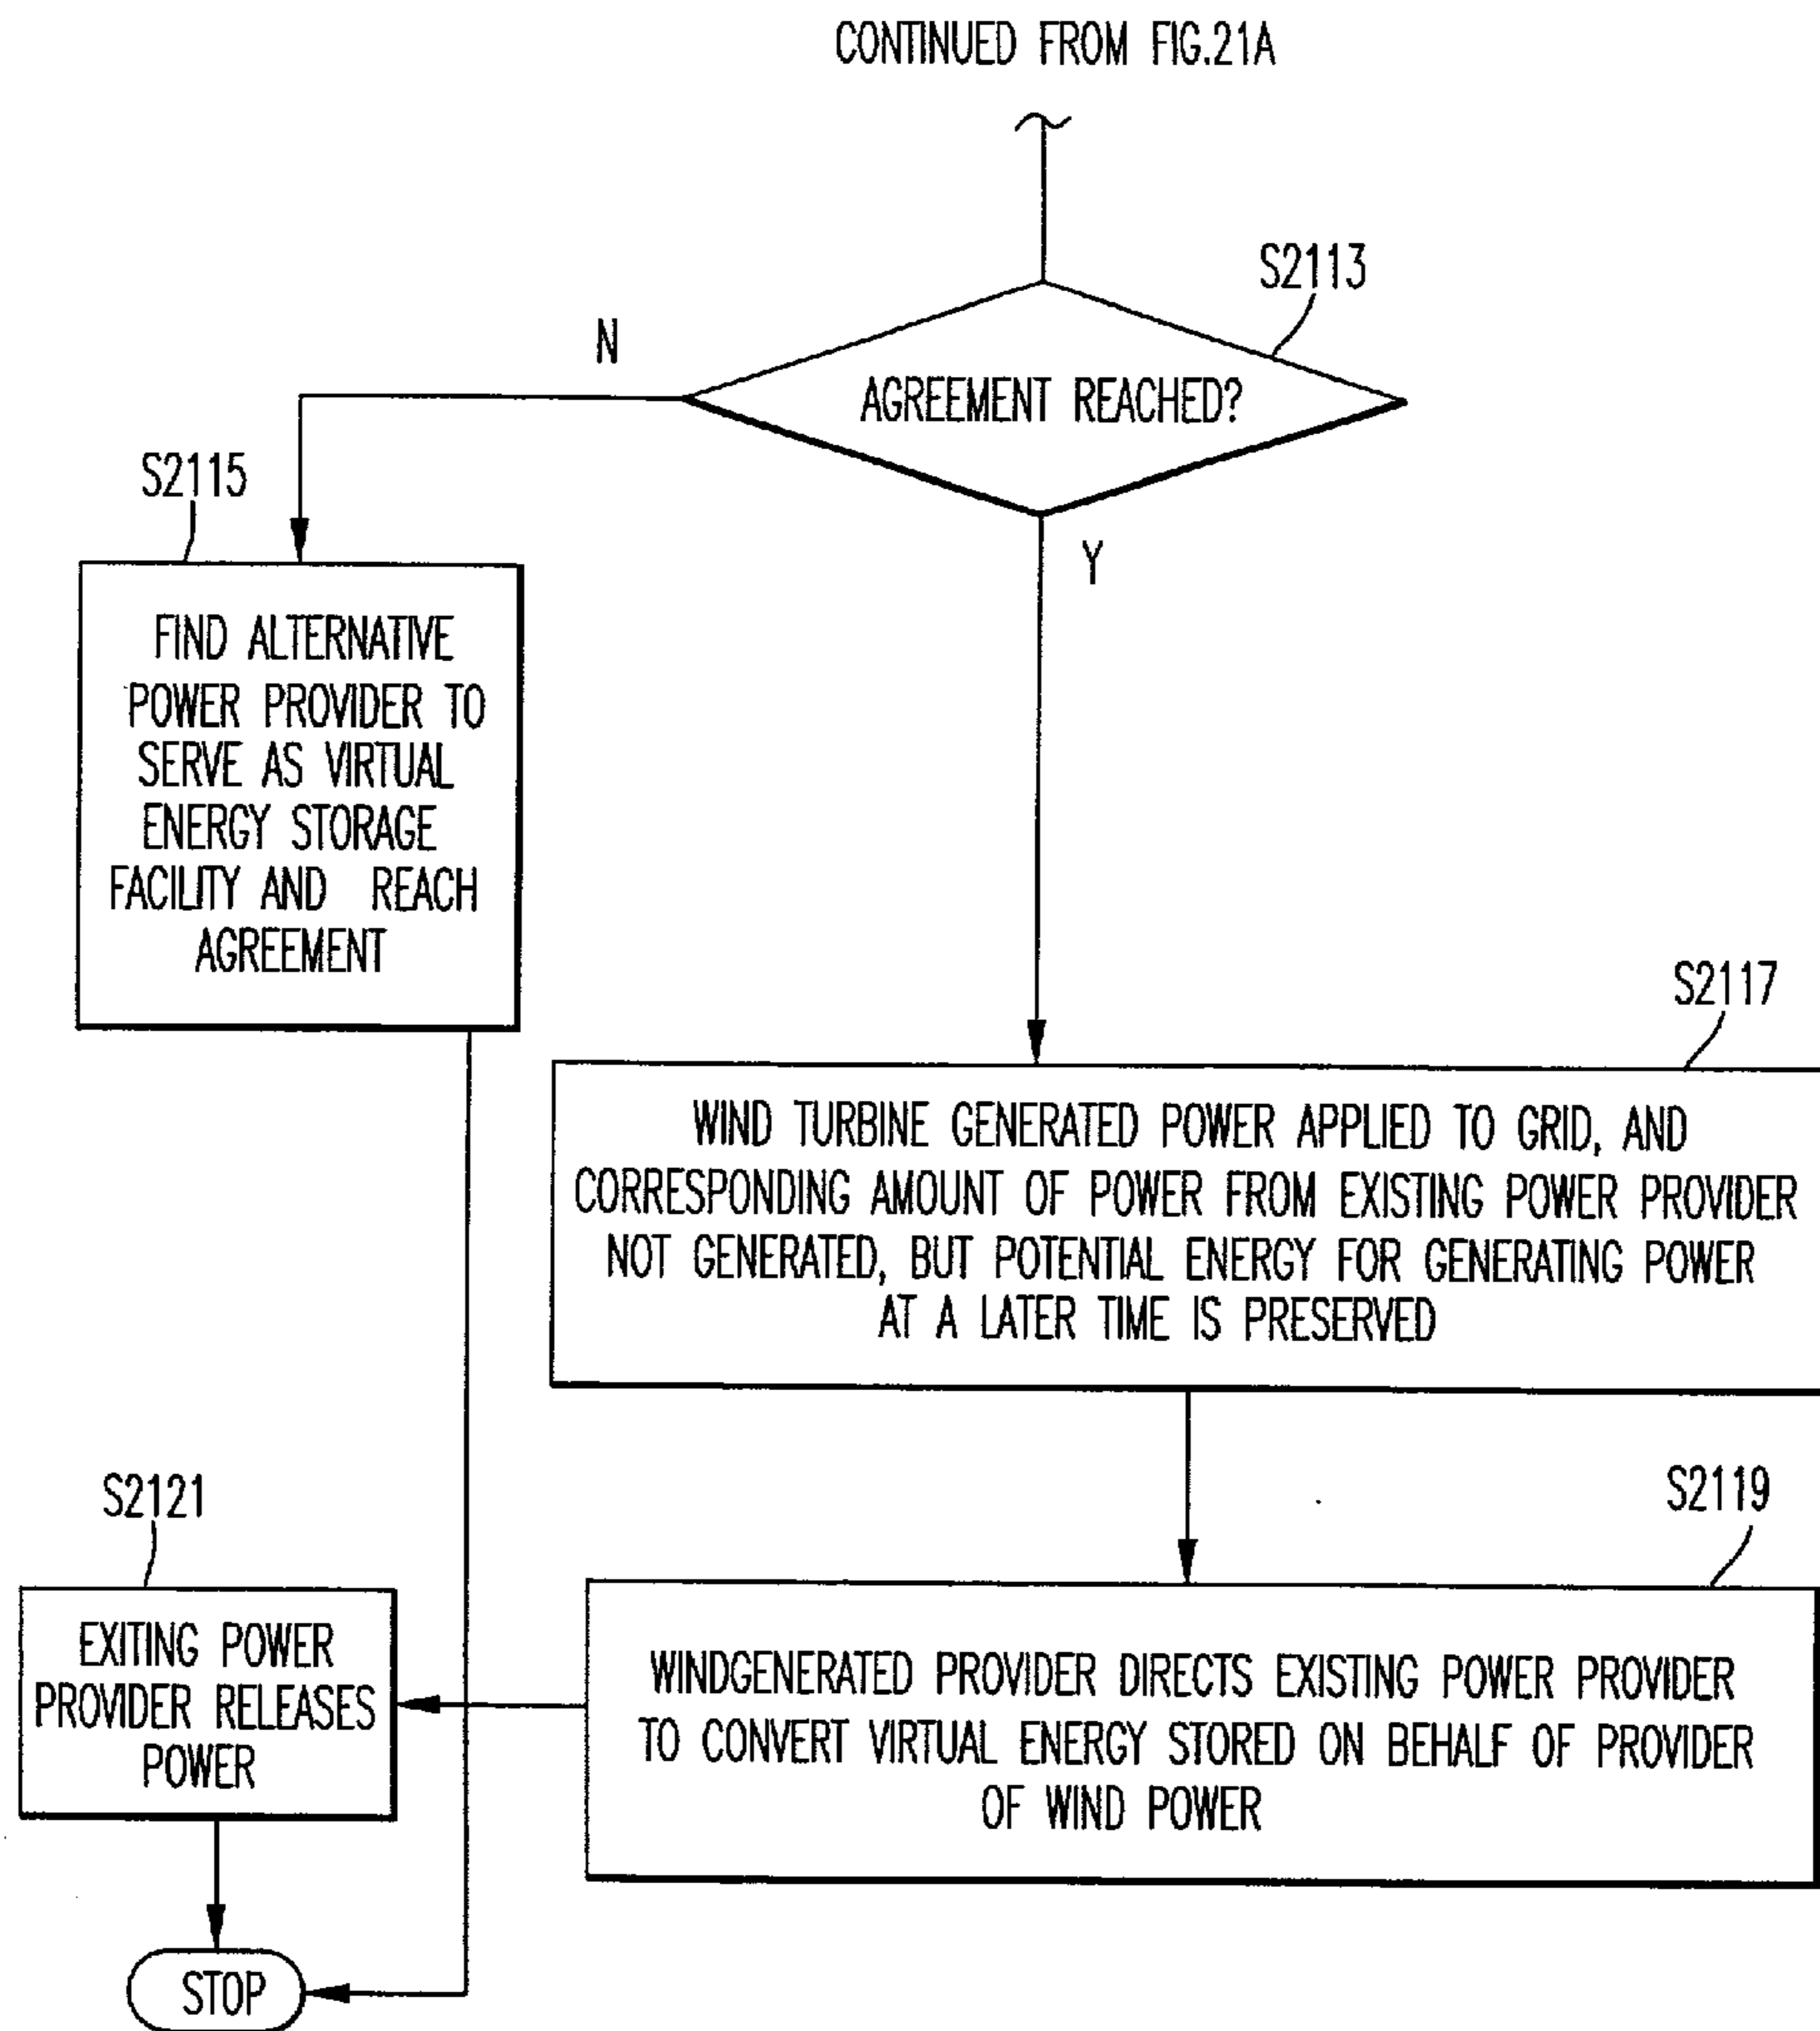 CONTINUED FROM FIG.21A
S2113
N
AGREEMENT REACHED?
S2115
Y
FIND ALTERNATIVE
POWER PROVIDER TO
SERVE AS VIRTUAL
ENERGY STORAGE
FACILITY AND REACH
AGREEMENT
S2117
WIND TURBINE GENERATED POWER APPLIED TO GRID, AND
CORRESPONDING AMOUNT OF POWER FROM EXISTING POWER PROVIDER
NOT GENERATED, BUT POTENTIAL ENERGY FOR GENERATING POWER
AT A LATER TIME IS PRESERVED
S2119
WINDGENERATED PROVIDER DIRECTS EXISTING POWER PROVIDER
TO CONVERT VIRTUAL ENERGY STORED ON BEHALF OF PROVIDER
OF WIND POWER
S2121
EXITING POWER
PROVIDER RELEASES
POWER
STOP